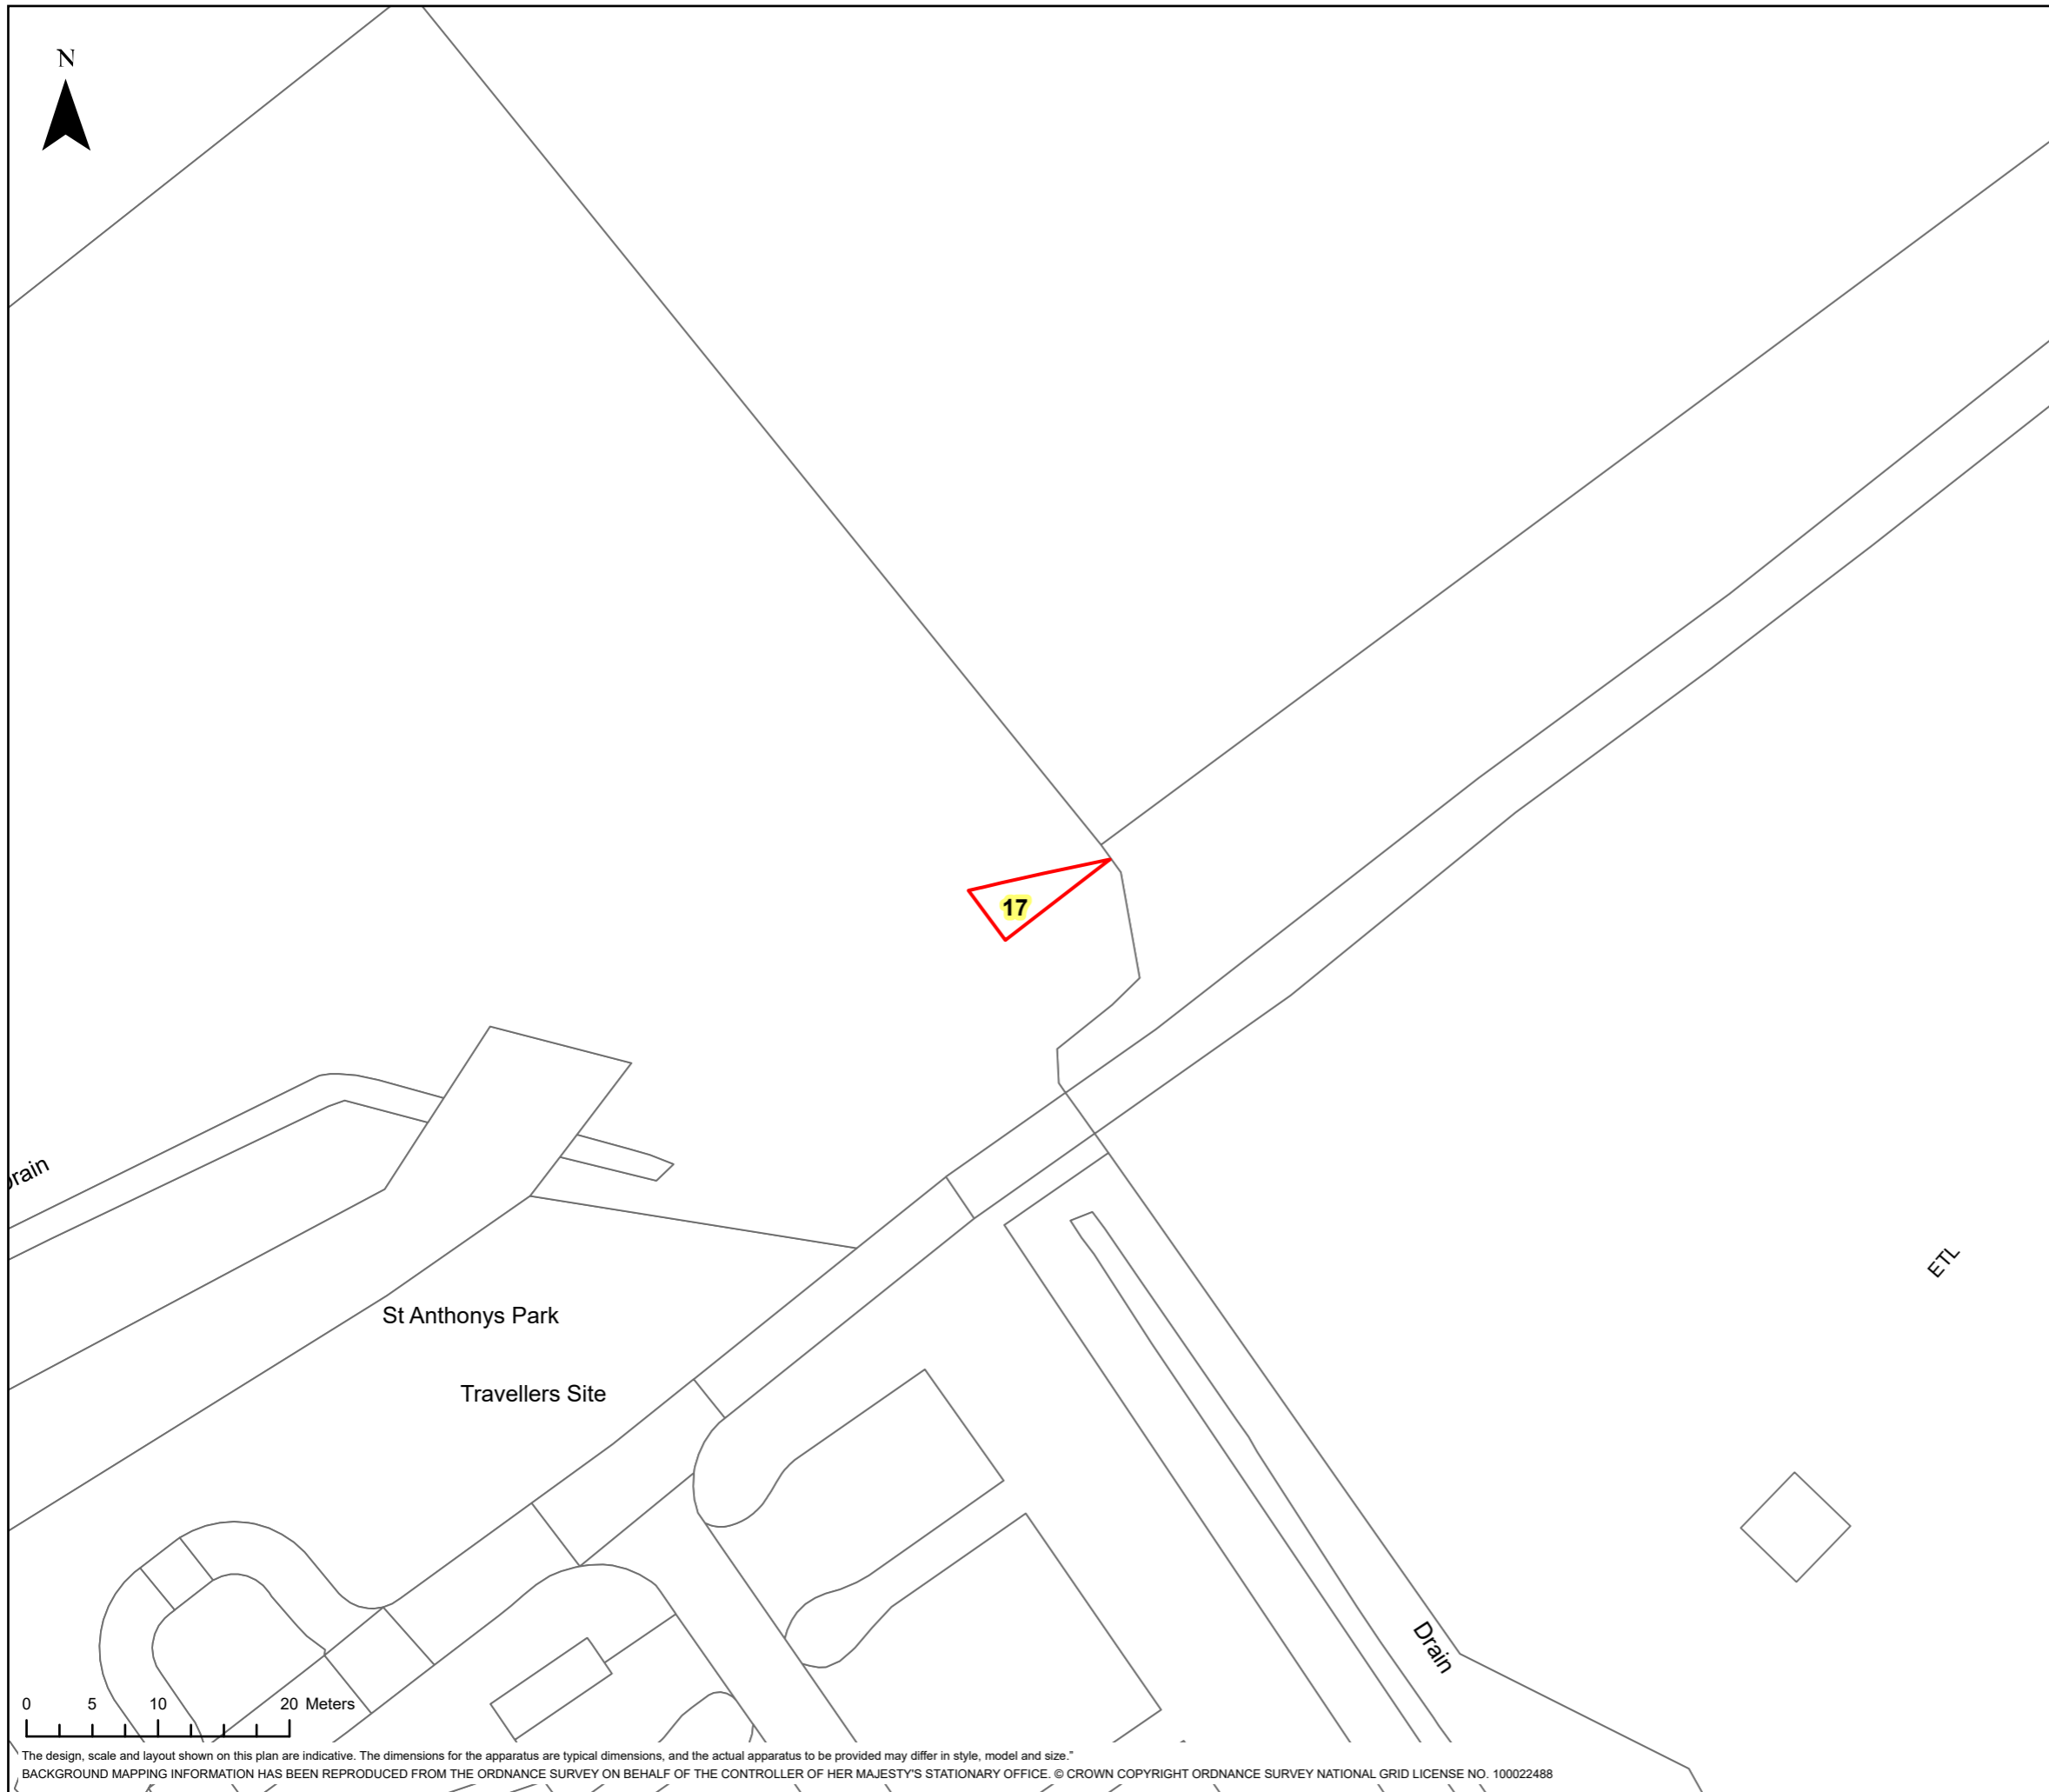 N
17
Drain
ETL
St Anthonys Park
Travellers Site
Drain
0 5 10 20 Meters
The design, scale and layout shown on this plan are indicative. The dimensions for the apparatus are typical dimensions, and the actual apparatus to be provided may differ in style, model and size."
BACKGROUND MAPPING INFORMATION HAS BEEN REPRODUCED FROM THE ORDNANCE SURVEY ON BEHALF OF THE CONTROLLER OF HER MAJESTY'S STATIONARY OFFICE. © CROWN COPYRIGHT ORDNANCE SURVEY NATIONAL GRID LICENSE NO. 100022488